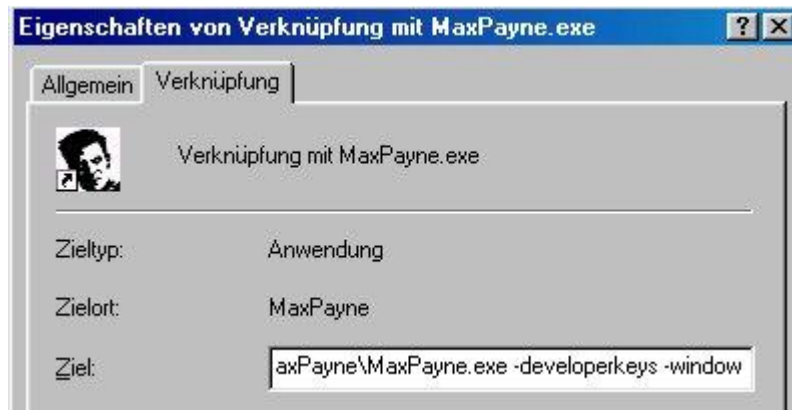 Eigenschaften von Verknüpfung mit MaxPayne.exe
Allgemein Verknüpfung
Verknüpfung mit MaxPayne.exe
Zieltyp: Anwendung
Zielort: MaxPayne
Ziel: axPayne\MaxPayne.exe -developerkeys -window